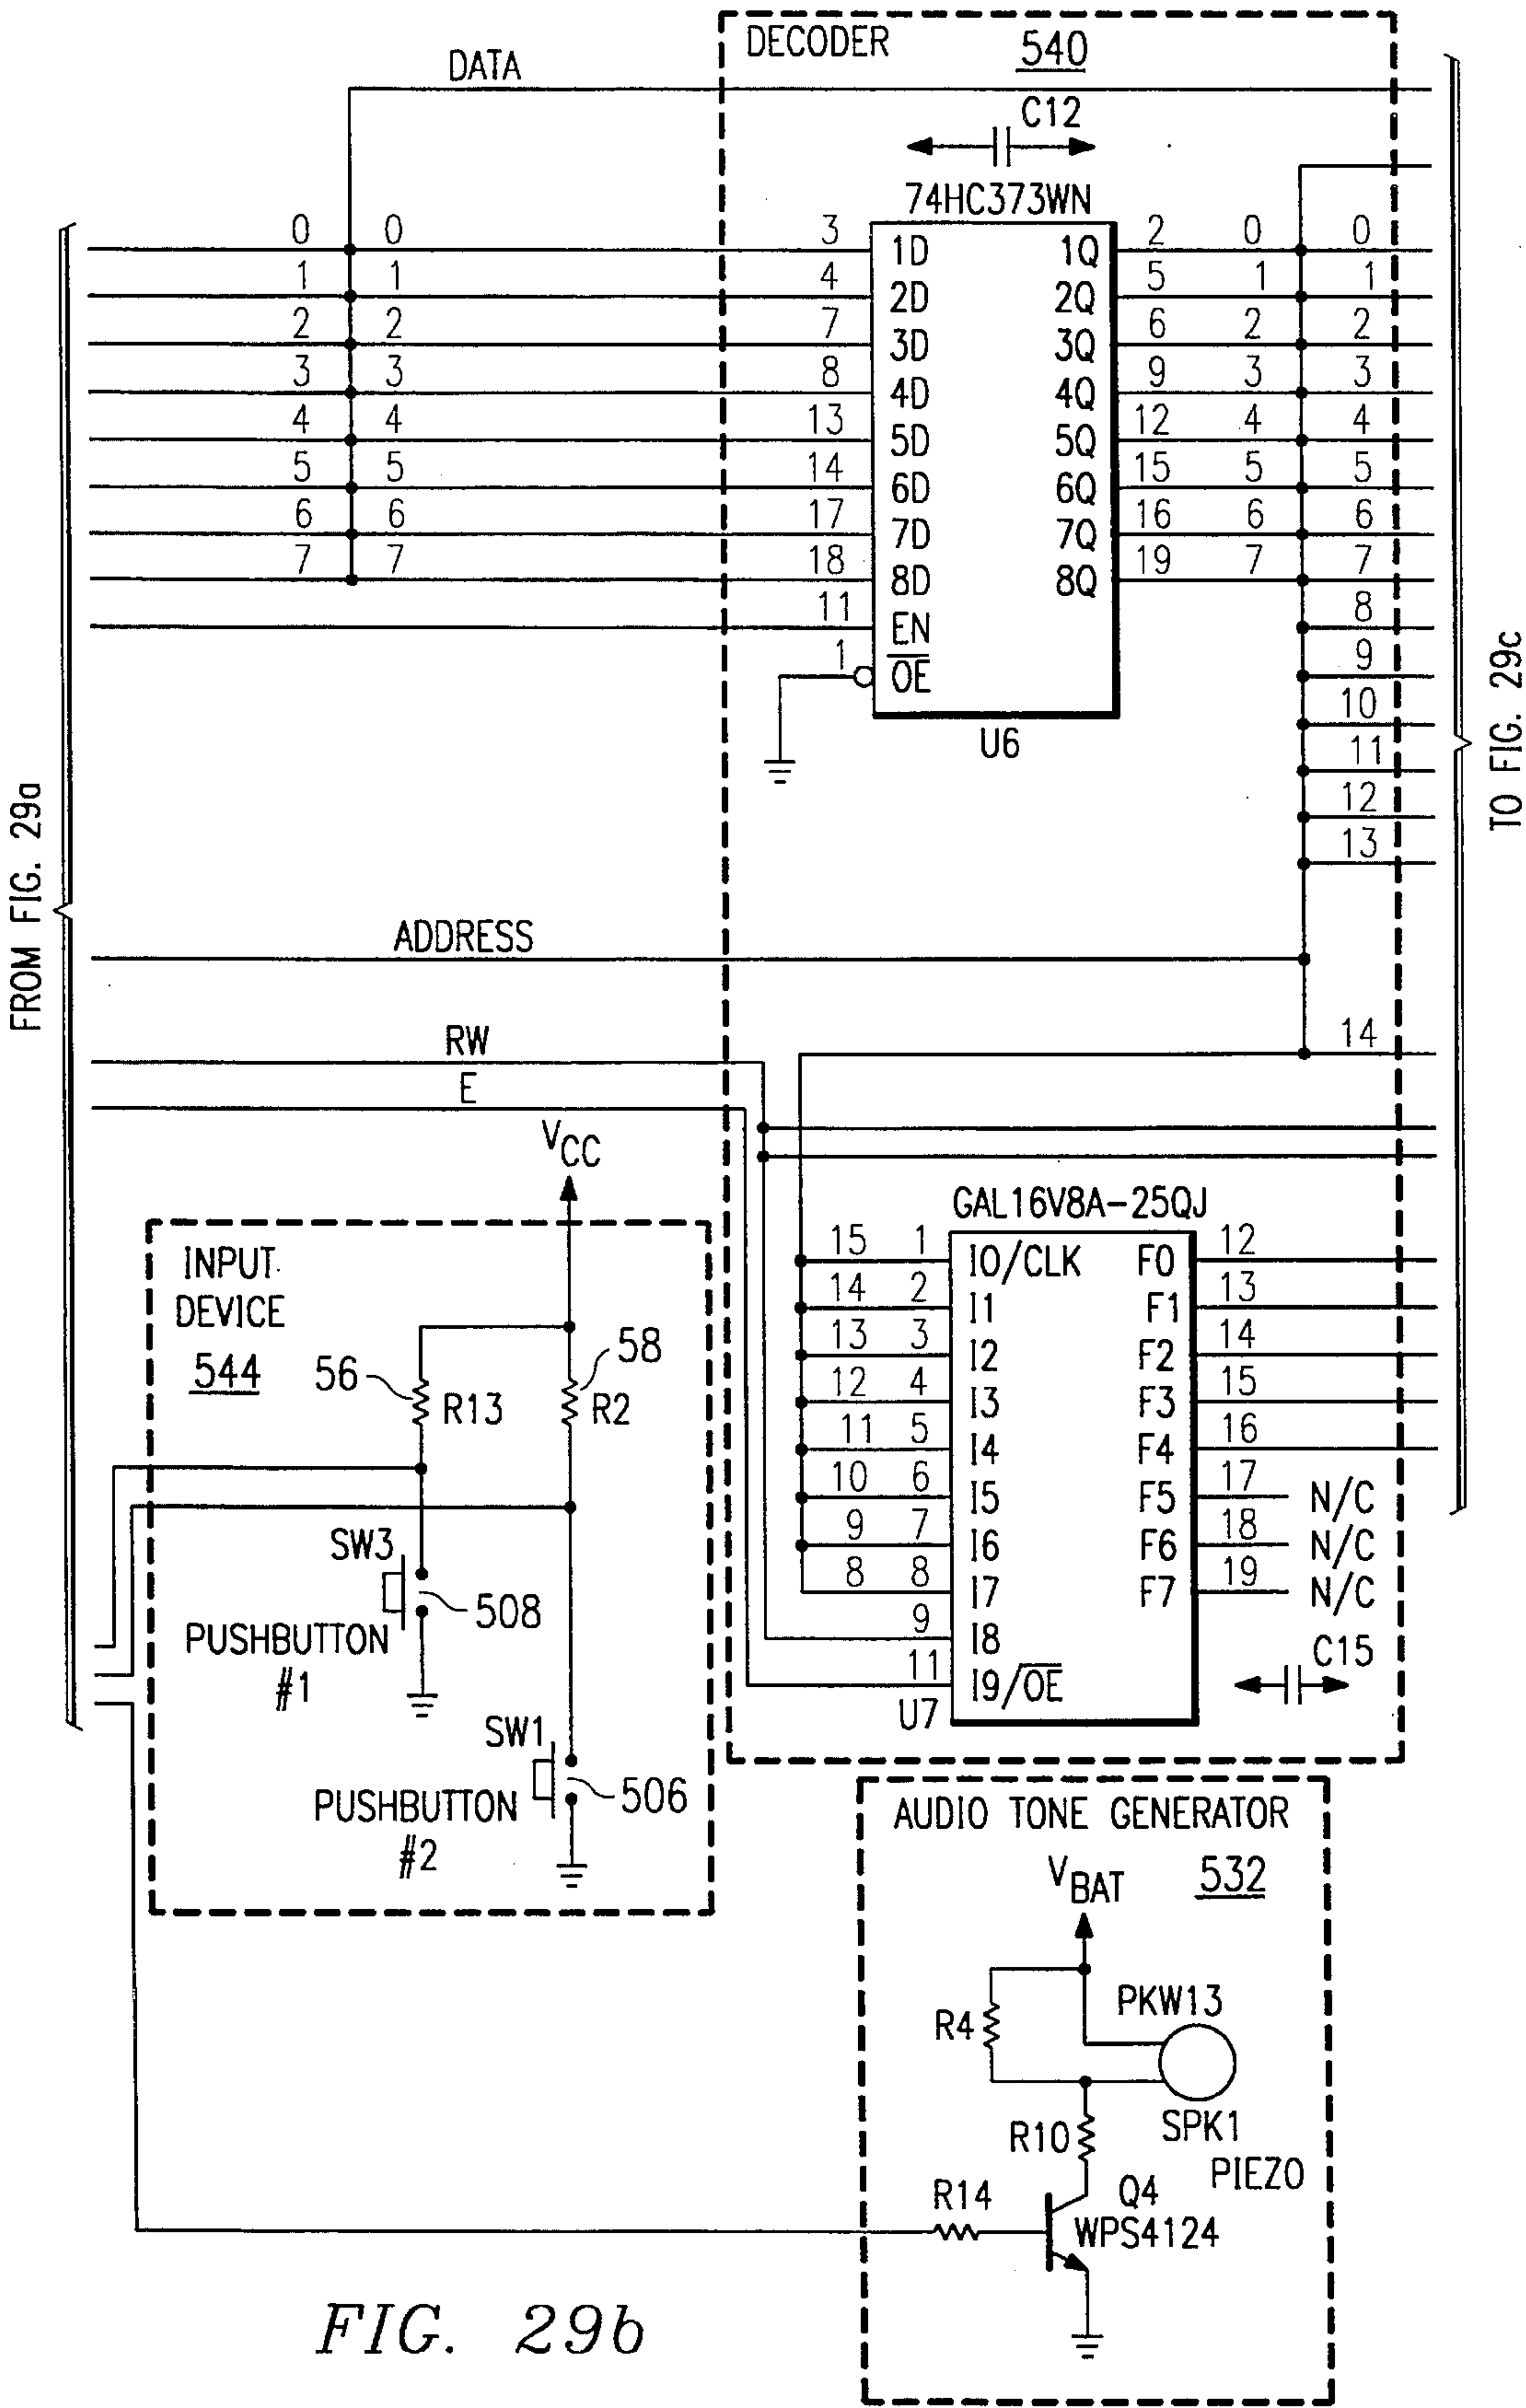 DECODER
540
DATA
C12
74HC373WN
0 0 3 1D 1Q 2 0 0
1 1 4 2D 2Q 5 1 1
2 2 7 3D 3Q 6 2 2
3 3 8 4D 4Q 9 3 3
4 4 13 5D 5Q 12 4 4
5 5 14 6D 6Q 15 5 5
6 6 17 7D 7Q 16 6 6
7 7 18 8D 8Q 19 7 7
11 EN 8
1 OE 9
10
U6
11
12
13
FROM FIG. 29a
TO FIG. 29c
ADDRESS
RW
14
E
VCC
GAL16V8A-25QJ
15 1 I0/CLK F0 12
14 2 I1 F1 13
13 3 I2 F2 14
12 4 I3 F3 15
11 5 I4 F4 16
10 6 I5 F5 17 N/C
9 7 I6 F6 18 N/C
8 8 I7 F7 19 N/C
9 I8
11 I9/OE
C15
U7
INPUT
DEVICE
544
56
R13
58
R2
SW3
508
PUSHBUTTON
#1
SW1
506
PUSHBUTTON
#2
AUDIO TONE GENERATOR
VBAT
532
R4
PKW13
SPK1
PIEZO
R10
R14
Q4
WPS4124
FIG. 29b